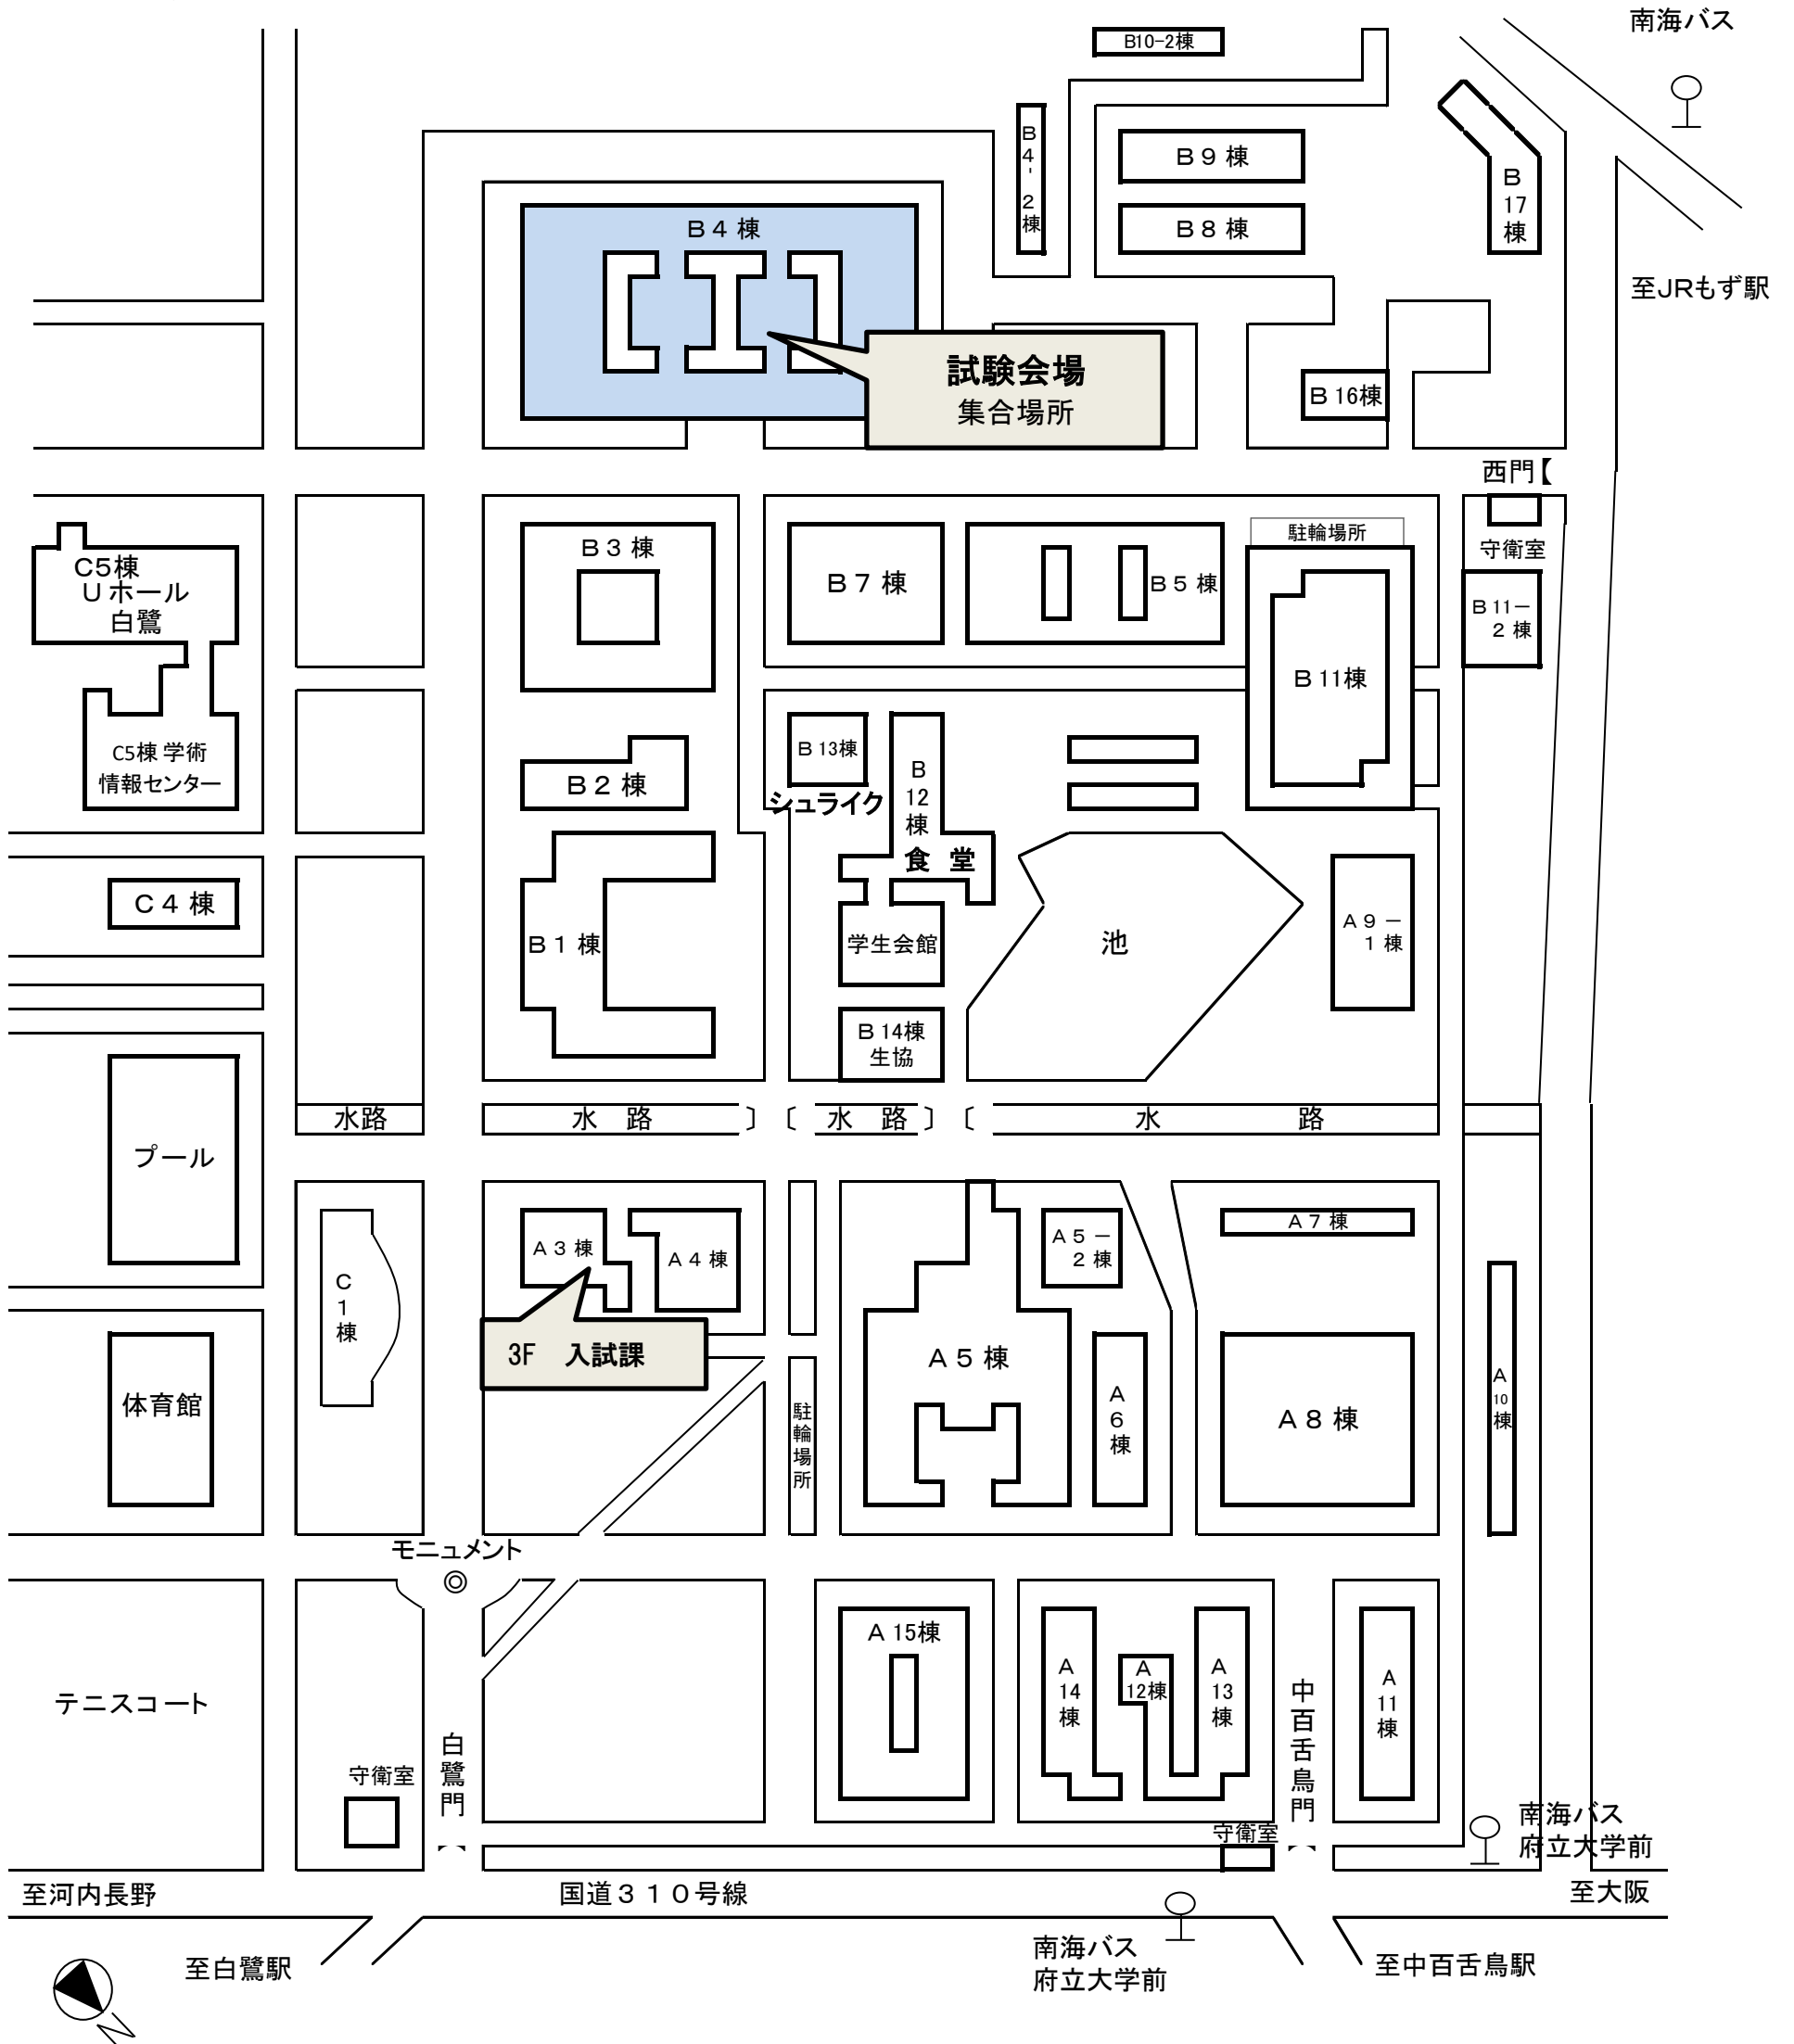 南海バス
B10-2棟
B4-2棟
B9棟
B8棟
B17棟
B4棟
至JRもず駅
試験会場
集合場所
B16棟
西門【
駐輪場所
守衛室
B3棟
B7棟
B5棟
C5棟
Uホール
白鷺
B11-
2棟
B11棟
C5棟 学術
情報センター
B13棟
シュライク
B12棟
食 堂
B2棟
C4棟
B1棟
学生会館
池
A9-
1棟
B14棟
生協
水路
水 路
水 路
水 路
プール
A3棟
A4棟
A5-
2棟
A7棟
C1棟
3F 入試課
A5棟
体育館
駐輪場所
A6棟
A8棟
A10棟
モニュメント
A15棟
A14棟
A12棟
A13棟
A11棟
テニスコート
白鷺門
中百舌鳥門
守衛室
守衛室
南海バス
府立大学前
至河内長野
国道310号線
至大阪
至白鷺駅
南海バス
府立大学前
至中百舌鳥駅
N